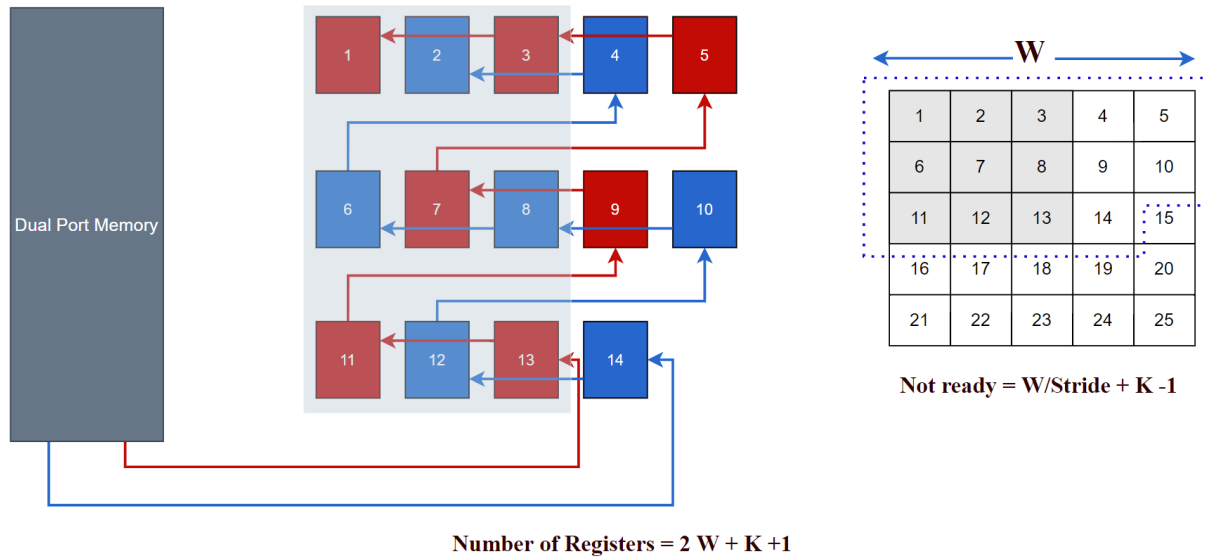 1 2 3 4 5
Dual Port Memory
6 7 8 9 10
11 12 13 14
W
1 2 3 4 5
6 7 8 9 10
11 12 13 14 15
16 17 18 19 20
21 22 23 24 25
Not ready = W/Stride + K -1
Number of Registers = 2 W + K +1